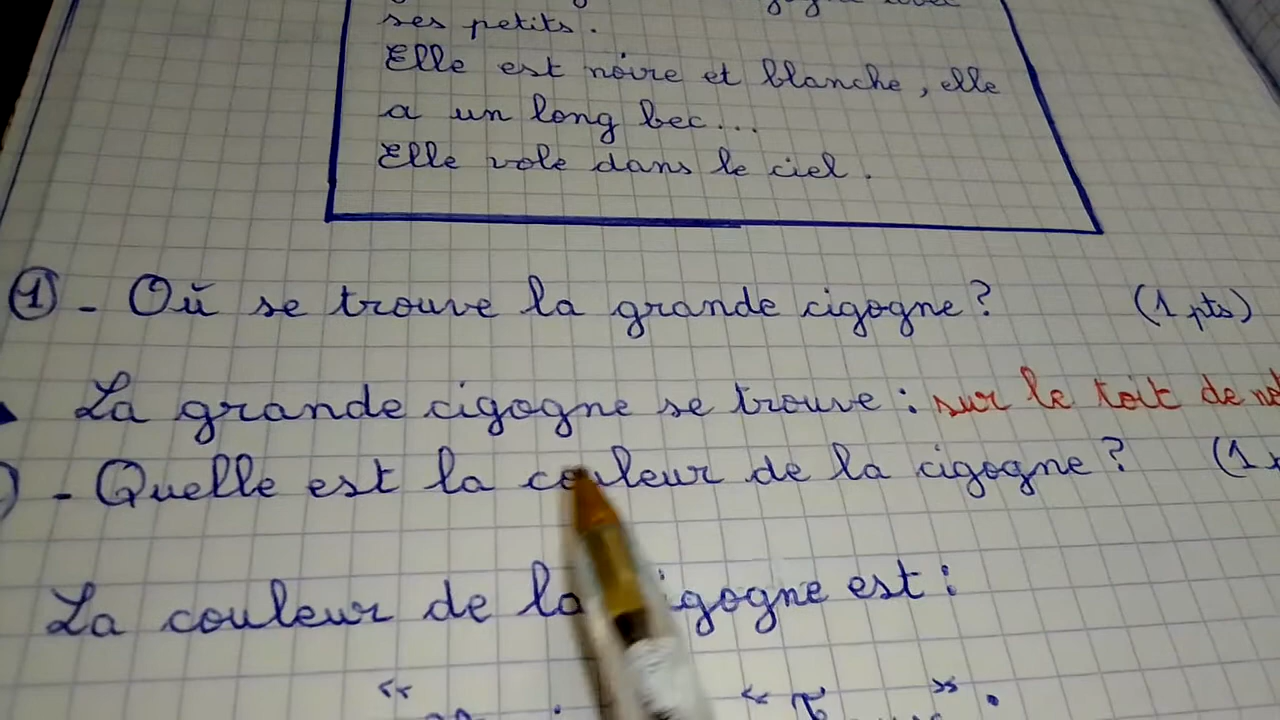 ses petits.
Elle est noire et blanche, elle
a un long bec...
Elle vole dans le ciel.
① - Où se trouve la grande cigogne ? (1 pts)
La grande cigogne se trouve : sur le toit de
) - Quelle est la couleur de la cigogne ? (1
La couleur de la cigogne est :